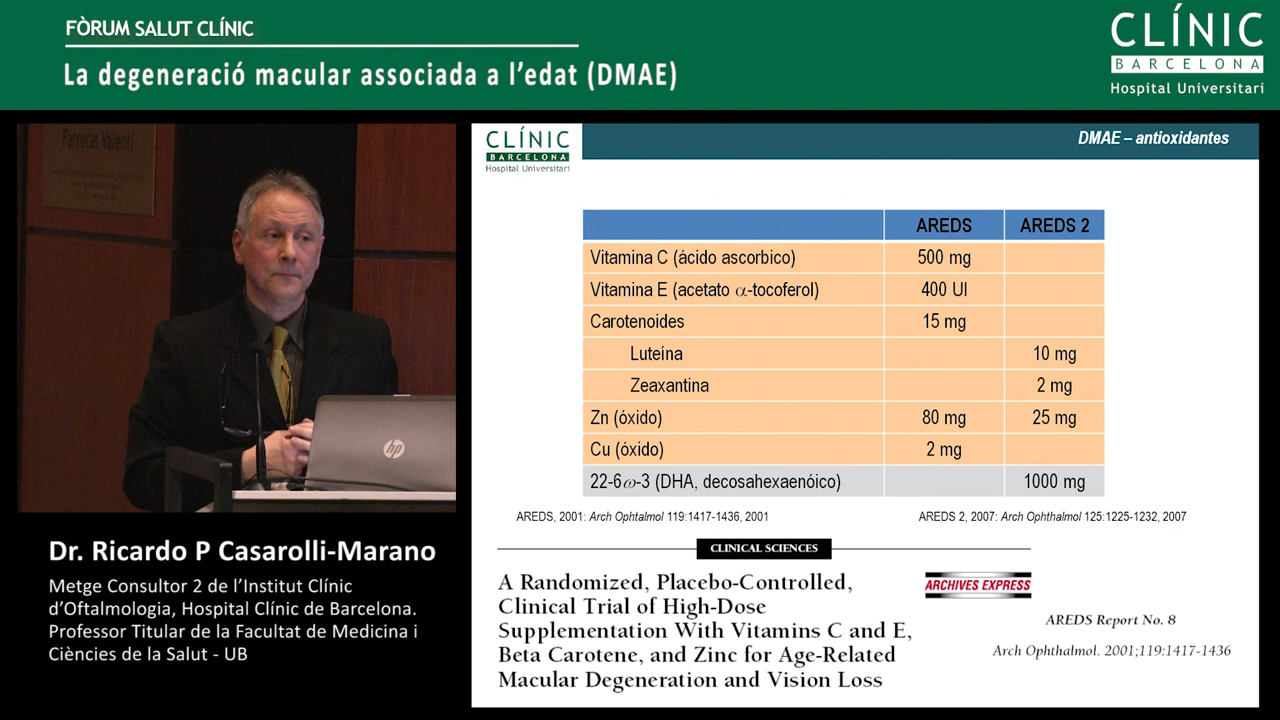 FÒRUM SALUT CLÍNIC
La degeneració macular associada a l'edat (DMAE)
CLÍNIC
BARCELONA
Hospital Universitari
Farreras Valentí
Dr. Ricardo P Casarolli-Marano
Metge Consultor 2 de l'Institut Clínic
d'Oftalmologia, Hospital Clínic de Barcelona.
Professor Titular de la Facultat de Medicina i
Ciències de la Salut - UB
hp
CLÍNIC
BARCELONA
Hospital Universitari
DMAE – antioxidantes
AREDS AREDS 2
Vitamina C (ácido ascorbico) 500 mg
Vitamina E (acetato α-tocoferol) 400 UI
Carotenoides 15 mg
Luteína 10 mg
Zeaxantina 2 mg
Zn (óxido) 80 mg 25 mg
Cu (óxido) 2 mg
22-6ω-3 (DHA, decosahexaenóico) 1000 mg
AREDS, 2001: Arch Ophtalmol 119:1417-1436, 2001
AREDS 2, 2007: Arch Ophthalmol 125:1225-1232, 2007
CLINICAL SCIENCES
A Randomized, Placebo-Controlled,
Clinical Trial of High-Dose
Supplementation With Vitamins C and E,
Beta Carotene, and Zinc for Age-Related
Macular Degeneration and Vision Loss
ARCHIVES EXPRESS
AREDS Report No. 8
Arch Ophthalmol. 2001;119:1417-1436